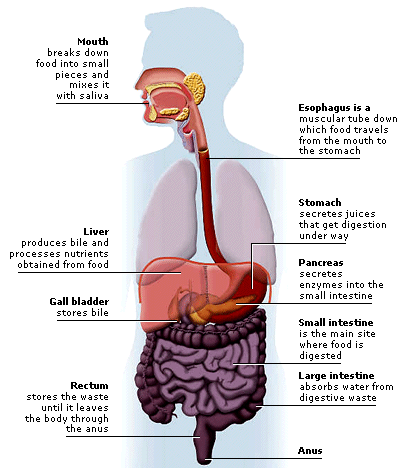 Mouth
breaks down
food into small
pieces and
mixes it
with saliva
Esophagus is a
muscular tube down
which food travels
from the mouth to
the stomach
Liver
produces bile and
processes nutrients
obtained from food
Stomach
secretes juices
that get digestion
under way
Pancreas
secretes
enzymes into the
small intestine
Gall bladder
stores bile
Small intestine
is the main site
where food is
digested
Large intestine
absorbs water from
digestive waste
Rectum
stores the waste
until it leaves
the body through
the anus
Anus